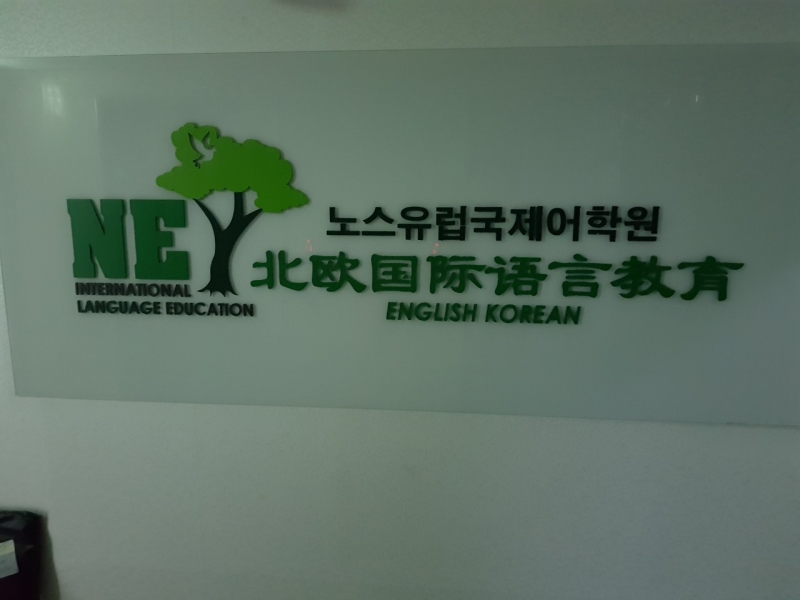 NE
INTERNATIONAL
LANGUAGE EDUCATION
노스유럽국제어학원
北欧国际语言教育
ENGLISH KOREAN